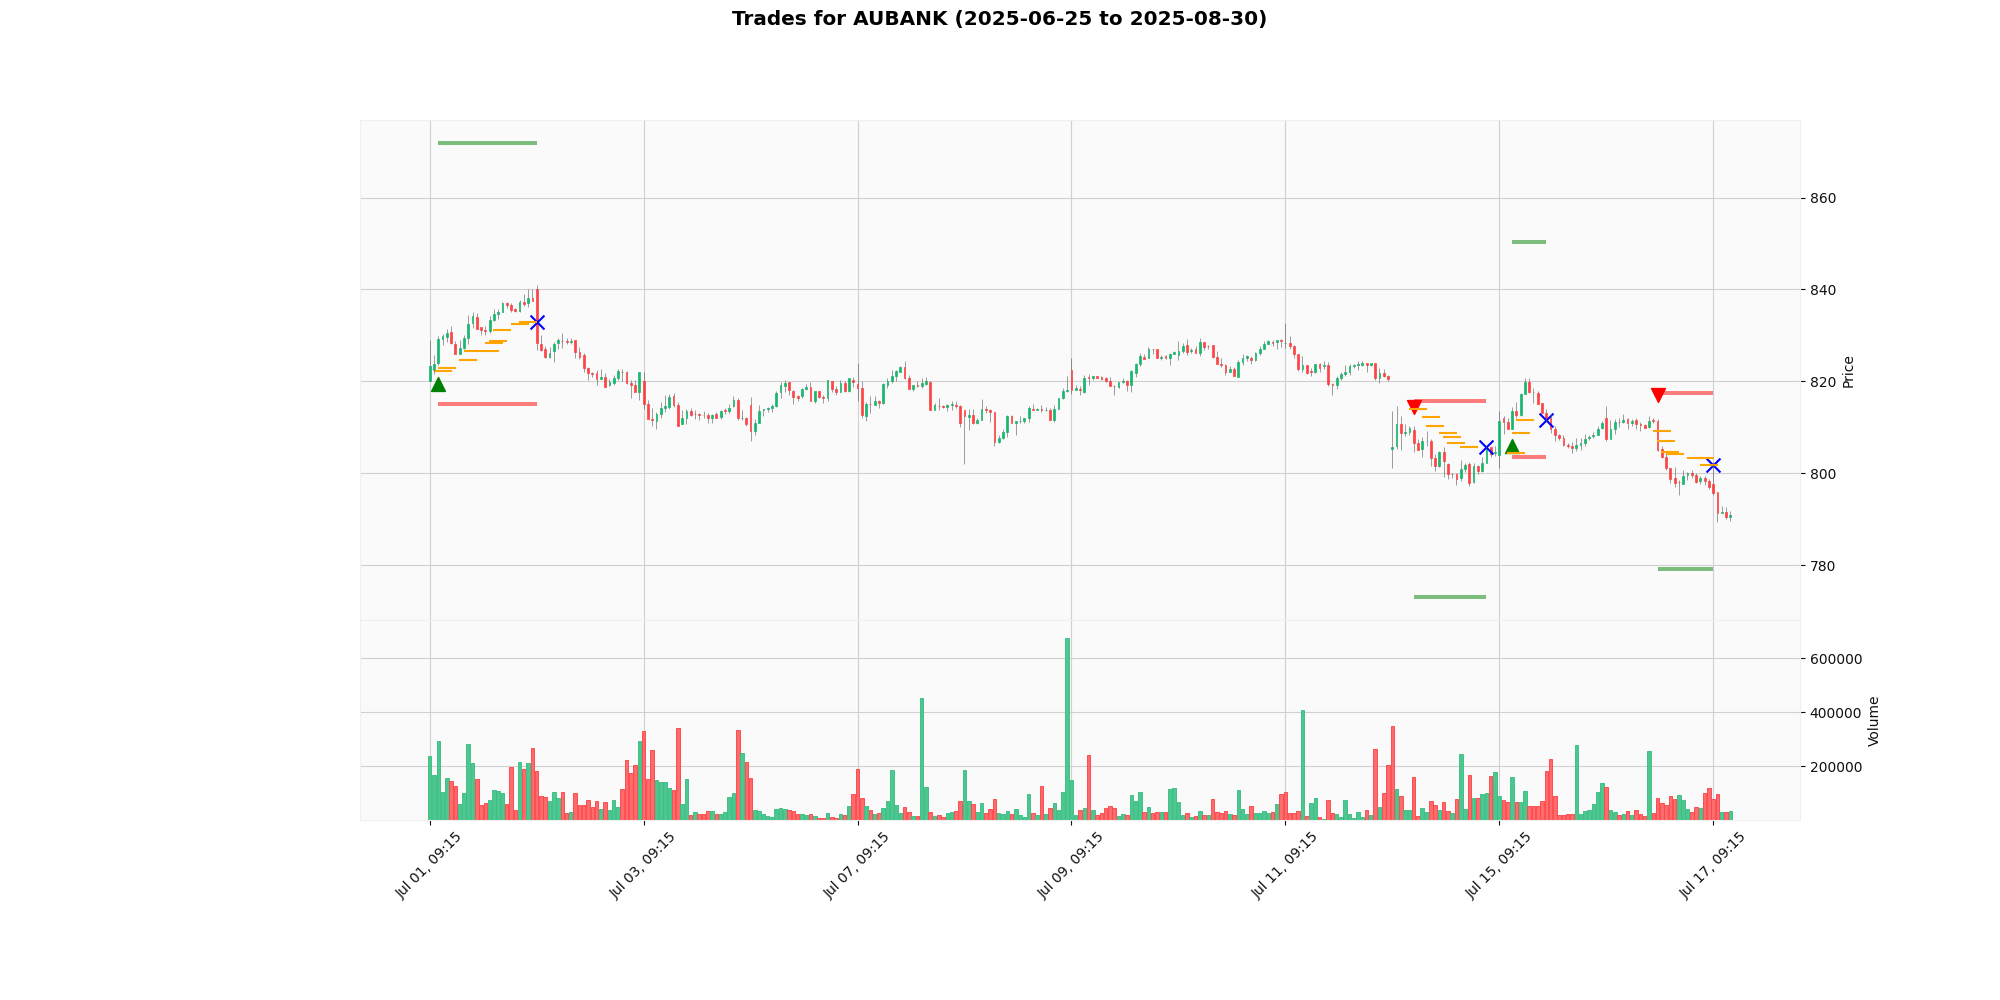 Trades for AUBANK (2025-06-25 to 2025-08-30)
860
840
820
800
780
Price
600000
400000
200000
Volume
Jul 01, 09:15
Jul 03, 09:15
Jul 07, 09:15
Jul 09, 09:15
Jul 11, 09:15
Jul 15, 09:15
Jul 17, 09:15